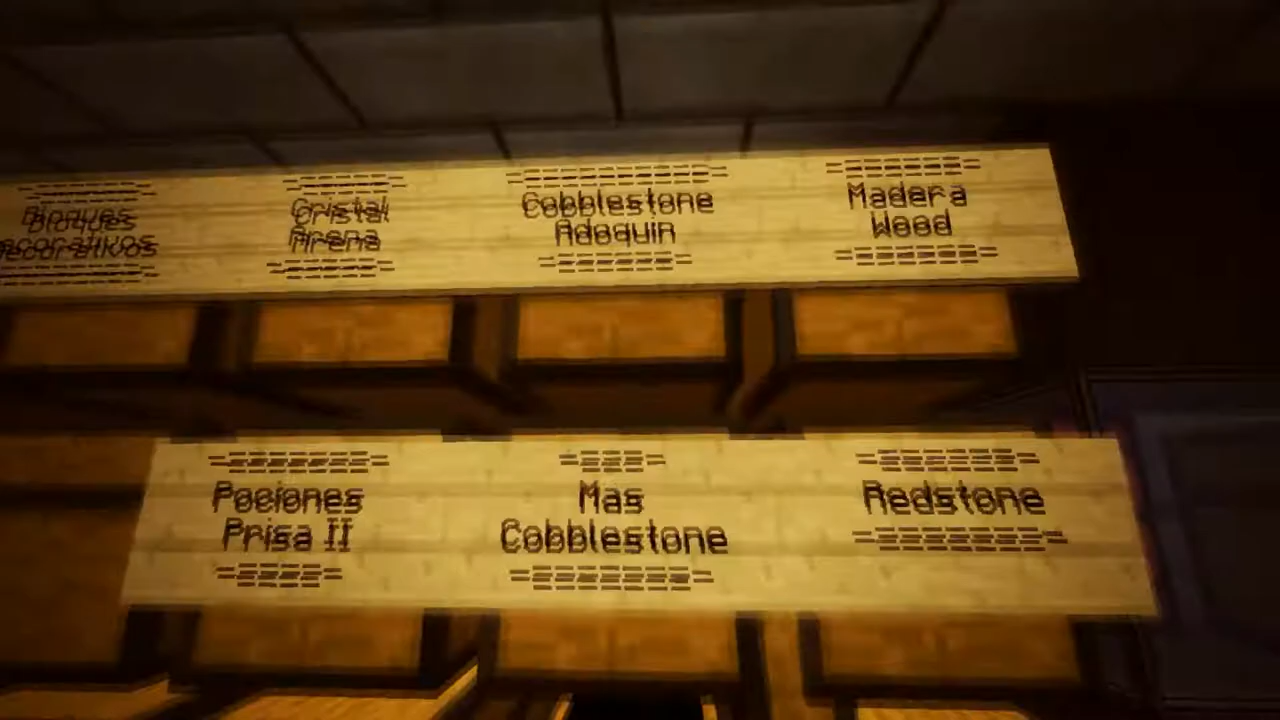 Bloques
Decorativos
Cristal
Arena
Cobblestone
Adoquin
Madera
Wood
Pociones
Prisa II
Mas
Cobblestone
Redstone